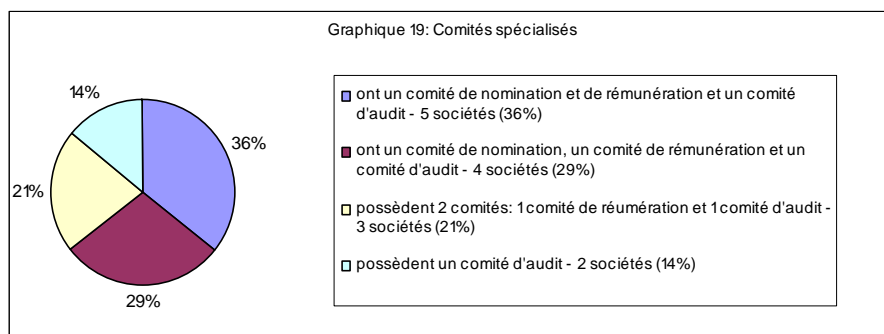 Graphique 19: Comités spécialisés
14%
36%
21%
29%
ont un comité de nomination et de rémunération et un comité
d'audit - 5 sociétés (36%)
ont un comité de nomination, un comité de rémunération et un
comité d'audit - 4 sociétés (29%)
possèdent 2 comités: 1 comité de réumération et 1 comité d'audit -
3 sociétés (21%)
possèdent un comité d'audit - 2 sociétés (14%)